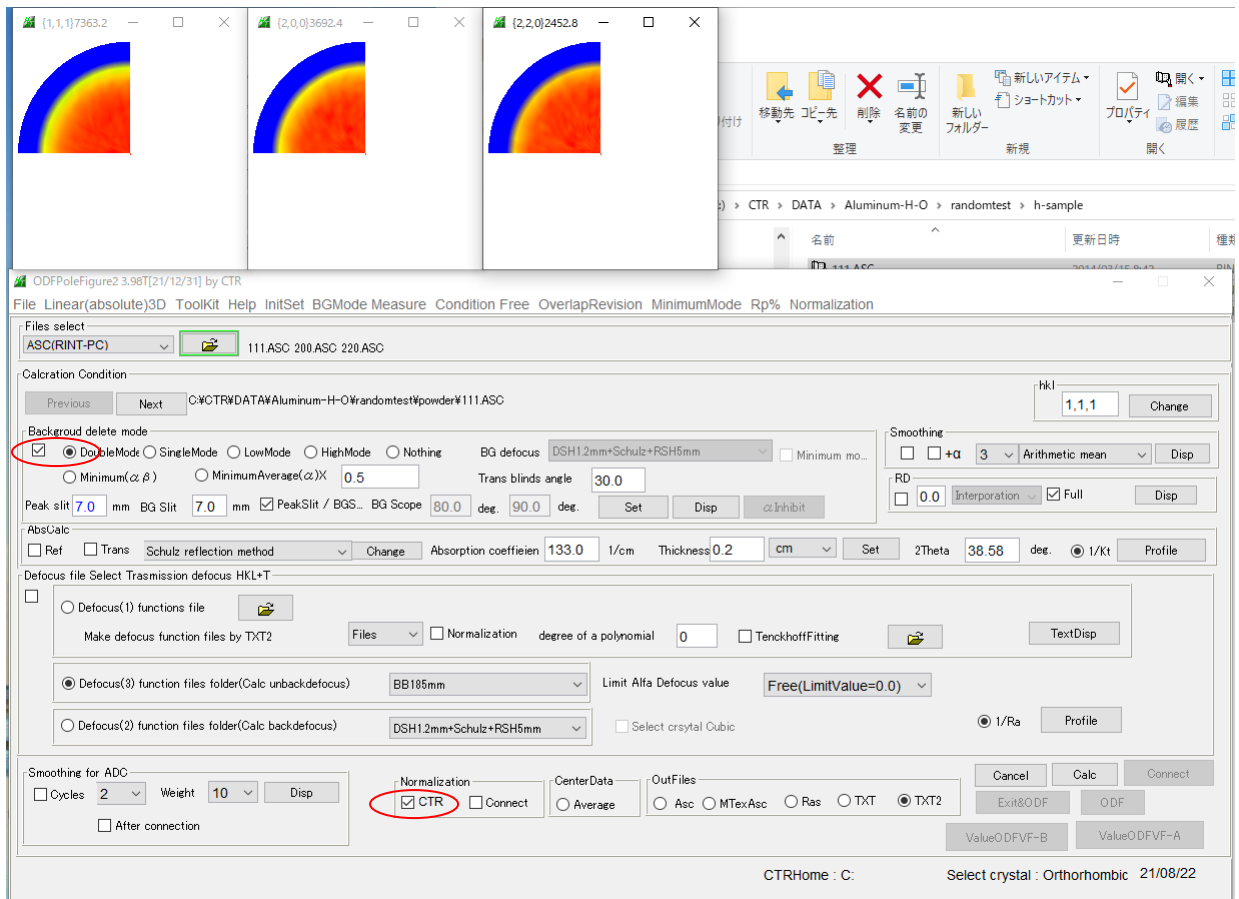 {1,1,1}7363.2
{2,0,0}3692.4
{2,2,0}2452.8
移動先 コピー先 削除 名前の変更 新しいフォルダー
新しいアイテム
ショートカット
プロパティ
開く
編集
履歴
整理 新規 開く
CTR › DATA › Aluminum-H-O › randomtest › h-sample
名前 更新日時
ODFPoleFigure2 3.98T[21/12/31] by CTR
File Linear(absolute)3D ToolKit Help InitSet BGMode Measure Condition Free OverlapRevision MinimumMode Rp% Normalization
Files select
ASC(RINT-PC) 111.ASC 200.ASC 220.ASC
Calcration Condition
Previous Next C:¥CTR¥DATA¥Aluminum-H-O¥randomtest¥powder¥111.ASC
hkl
1,1,1 Change
Backgroud delete mode
DoubleMode SingleMode LowMode HighMode Nothing BG defocus DSH1.2mm+Schulz+RSH5mm Minimum mo...
Minimum(αβ) MinimumAverage(α)X 0.5 Trans blinds angle 30.0
Peak slit 7.0 mm BG Slit 7.0 mm PeakSlit / BGS... BG Scope 80.0 deg. 90.0 deg. Set Disp αInhibit
Smoothing
+α 3 Arithmetic mean Disp
RD
0.0 Interporation Full Disp
AbsCalc
Ref Trans Schulz reflection method Change Absorption coeffieien 133.0 1/cm Thickness 0.2 cm Set 2Theta 38.58 deg. 1/Kt Profile
Defocus file Select Trasmission defocus HKL+T
Defocus(1) functions file
Make defocus function files by TXT2 Files Normalization degree of a polynomial 0 TenckhoffFitting TextDisp
Defocus(3) function files folder(Calc unbackdefocus) BB185mm Limit Alfa Defocus value Free(LimitValue=0.0)
Defocus(2) function files folder(Calc backdefocus) DSH1.2mm+Schulz+RSH5mm Select crsytal Cubic 1/Ra Profile
Smoothing for ADC
Cycles 2 Weight 10 Disp
After connection
Normalization
CTR Connect
CenterData
Average
OutFiles
Asc MTexAsc Ras TXT TXT2
Cancel Calc Connect
Exit&ODF ODF
ValueODFVF-B ValueODFVF-A
CTRHome : C: Select crystal : Orthorhombic 21/08/22